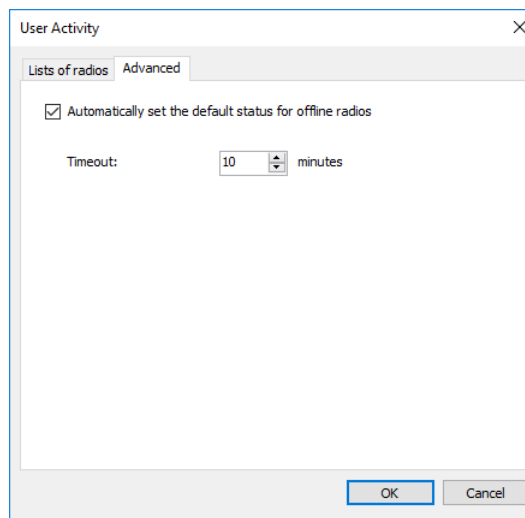 User Activity
Lists of radios Advanced
Automatically set the default status for offline radios
Timeout: 10 minutes
OK Cancel